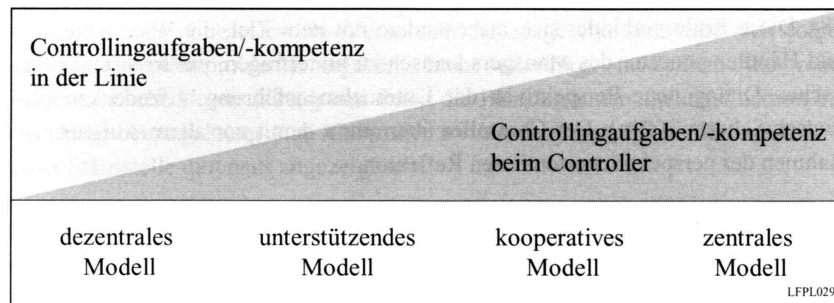 Controllingaufgaben/-kompetenz
in der Linie
Controllingaufgaben/-kompetenz
beim Controller
dezentrales
Modell
unterstützendes
Modell
kooperatives
Modell
zentrales
Modell
LFPL029